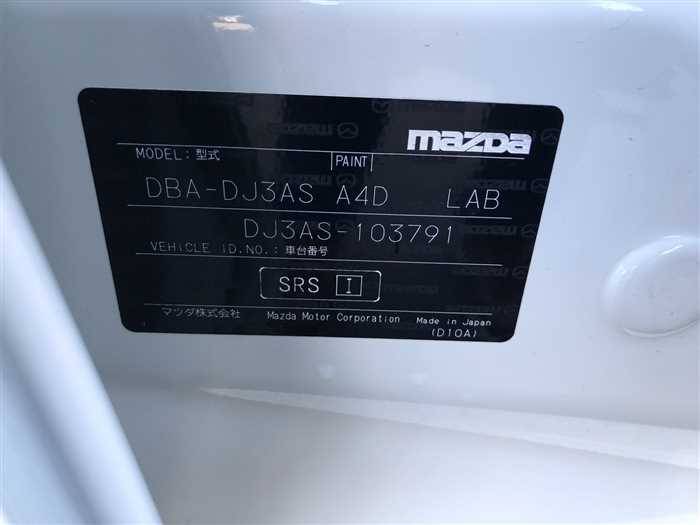 mazda
MODEL: 型式 PAINT
DBA-DJ3AS A4D LAB
DJ3AS-103791
VEHICLE I.D.NO.: 車台番号
SRS I
マツダ株式会社 Mazda Motor Corporation Made in Japan
(D10A)